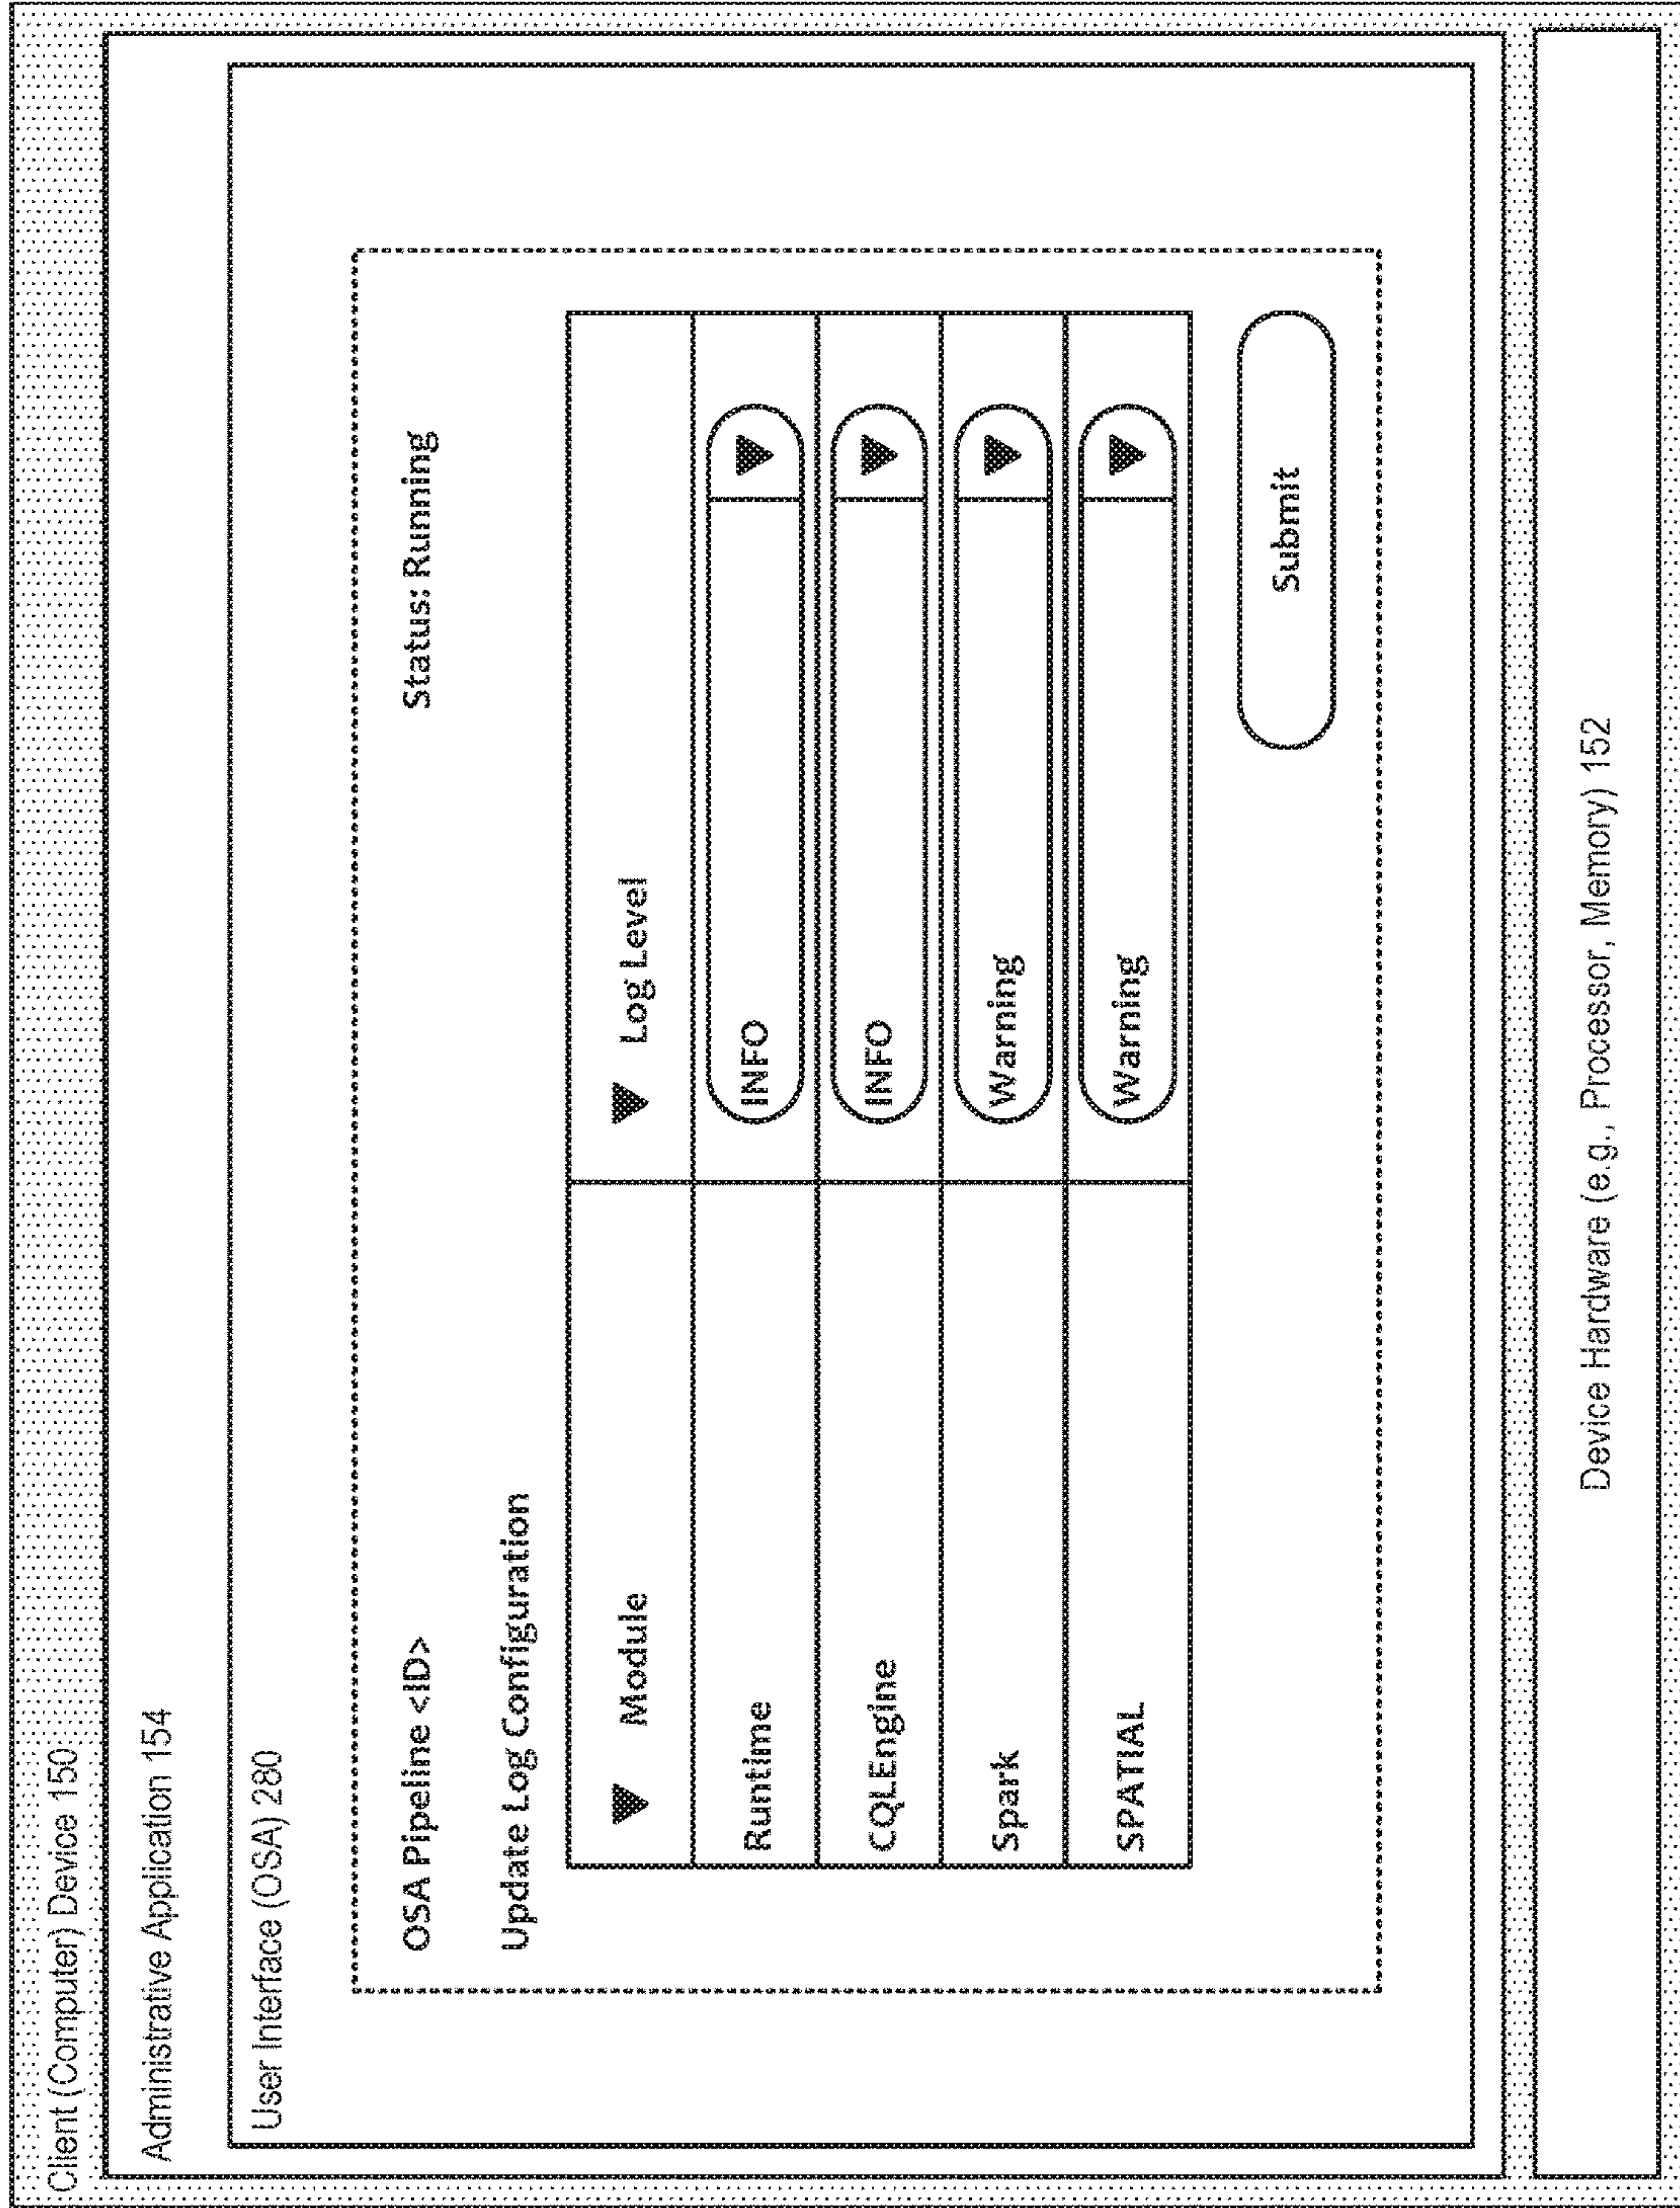 Client (Computer) Device 150
Administrative Application 154
User Interface (OSA) 280
OSA Pipeline <ID> Status: Running
Update Log Configuration
Module Log Level
Runtime INFO
CQLEngine INFO
Spark Warning
SPATIAL Warning
Submit
Device Hardware (e.g., Processor, Memory) 152